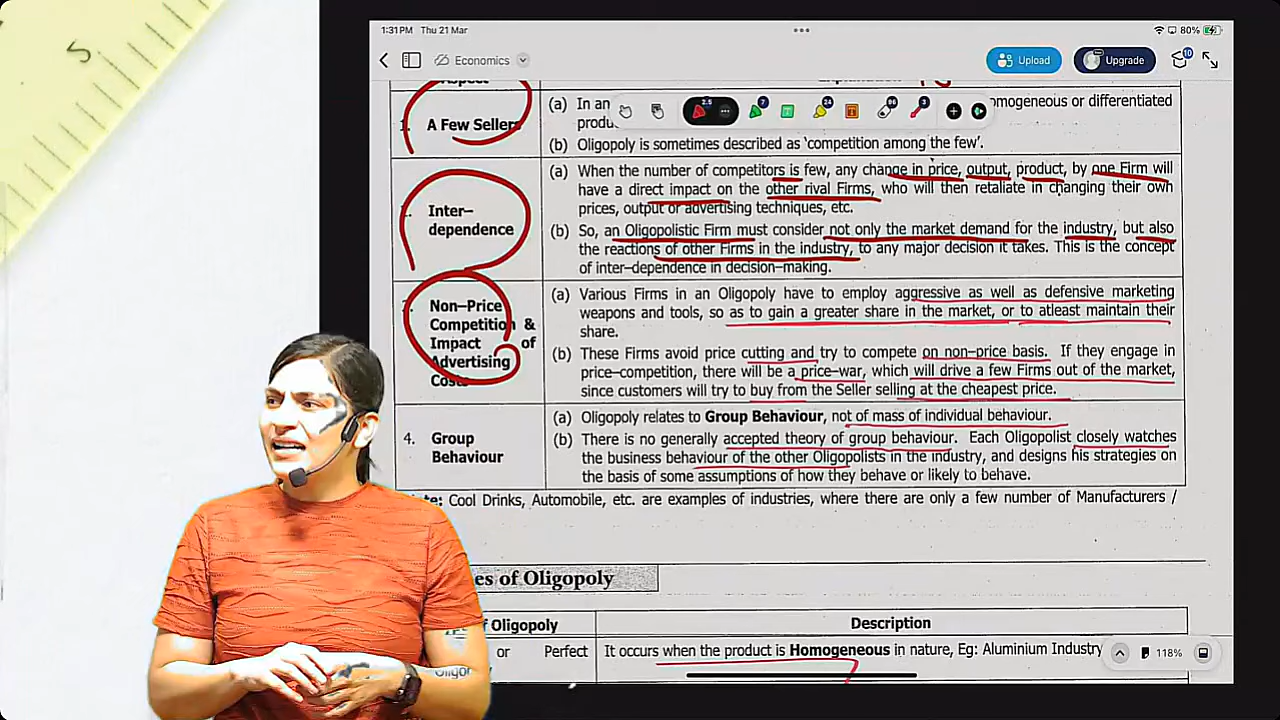 5
1:31 PM Thu 21 Mar
80%
Economics
Upload
Upgrade
10
Aspect
Explanation
2.5
7
24
96
3
A Few Sellers
(a) In an
omogeneous or differentiated
produ
(b) Oligopoly is sometimes described as 'competition among the few'.
Inter–
dependence
(a) When the number of competitors is few, any change in price, output, product, by one Firm will
have a direct impact on the other rival Firms, who will then retaliate in changing their own
prices, output or advertising techniques, etc.
(b) So, an Oligopolistic Firm must consider not only the market demand for the industry, but also
the reactions of other Firms in the industry, to any major decision it takes. This is the concept
of inter–dependence in decision–making.
Non–Price
Competition &
Impact of
Advertising
Costs
(a) Various Firms in an Oligopoly have to employ aggressive as well as defensive marketing
weapons and tools, so as to gain a greater share in the market, or to atleast maintain their
share.
(b) These Firms avoid price cutting and try to compete on non–price basis. If they engage in
price–competition, there will be a price–war, which will drive a few Firms out of the market,
since customers will try to buy from the Seller selling at the cheapest price.
4. Group
Behaviour
(a) Oligopoly relates to Group Behaviour, not of mass of individual behaviour.
(b) There is no generally accepted theory of group behaviour. Each Oligopolist closely watches
the business behaviour of the other Oligopolists in the industry, and designs his strategies on
the basis of some assumptions of how they behave or likely to behave.
Cool Drinks, Automobile, etc. are examples of industries, where there are only a few number of Manufacturers /
es of Oligopoly
of Oligopoly
Description
or Perfect
Oligop
It occurs when the product is Homogeneous in nature, Eg: Aluminium Industry
118%